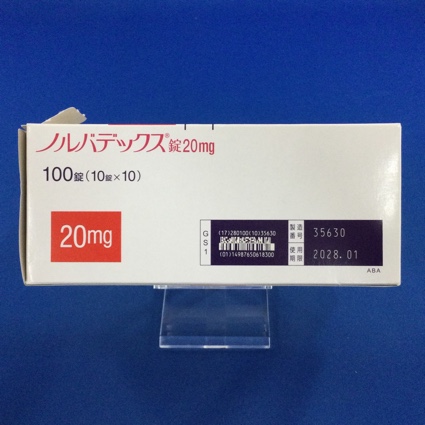 ノルバデックス®錠20mg
100錠(10錠×10)
20mg
GS1
(17)280100(10)35630
(01)14987650618300
製造番号 35630
使用期限 2028.01
ABA